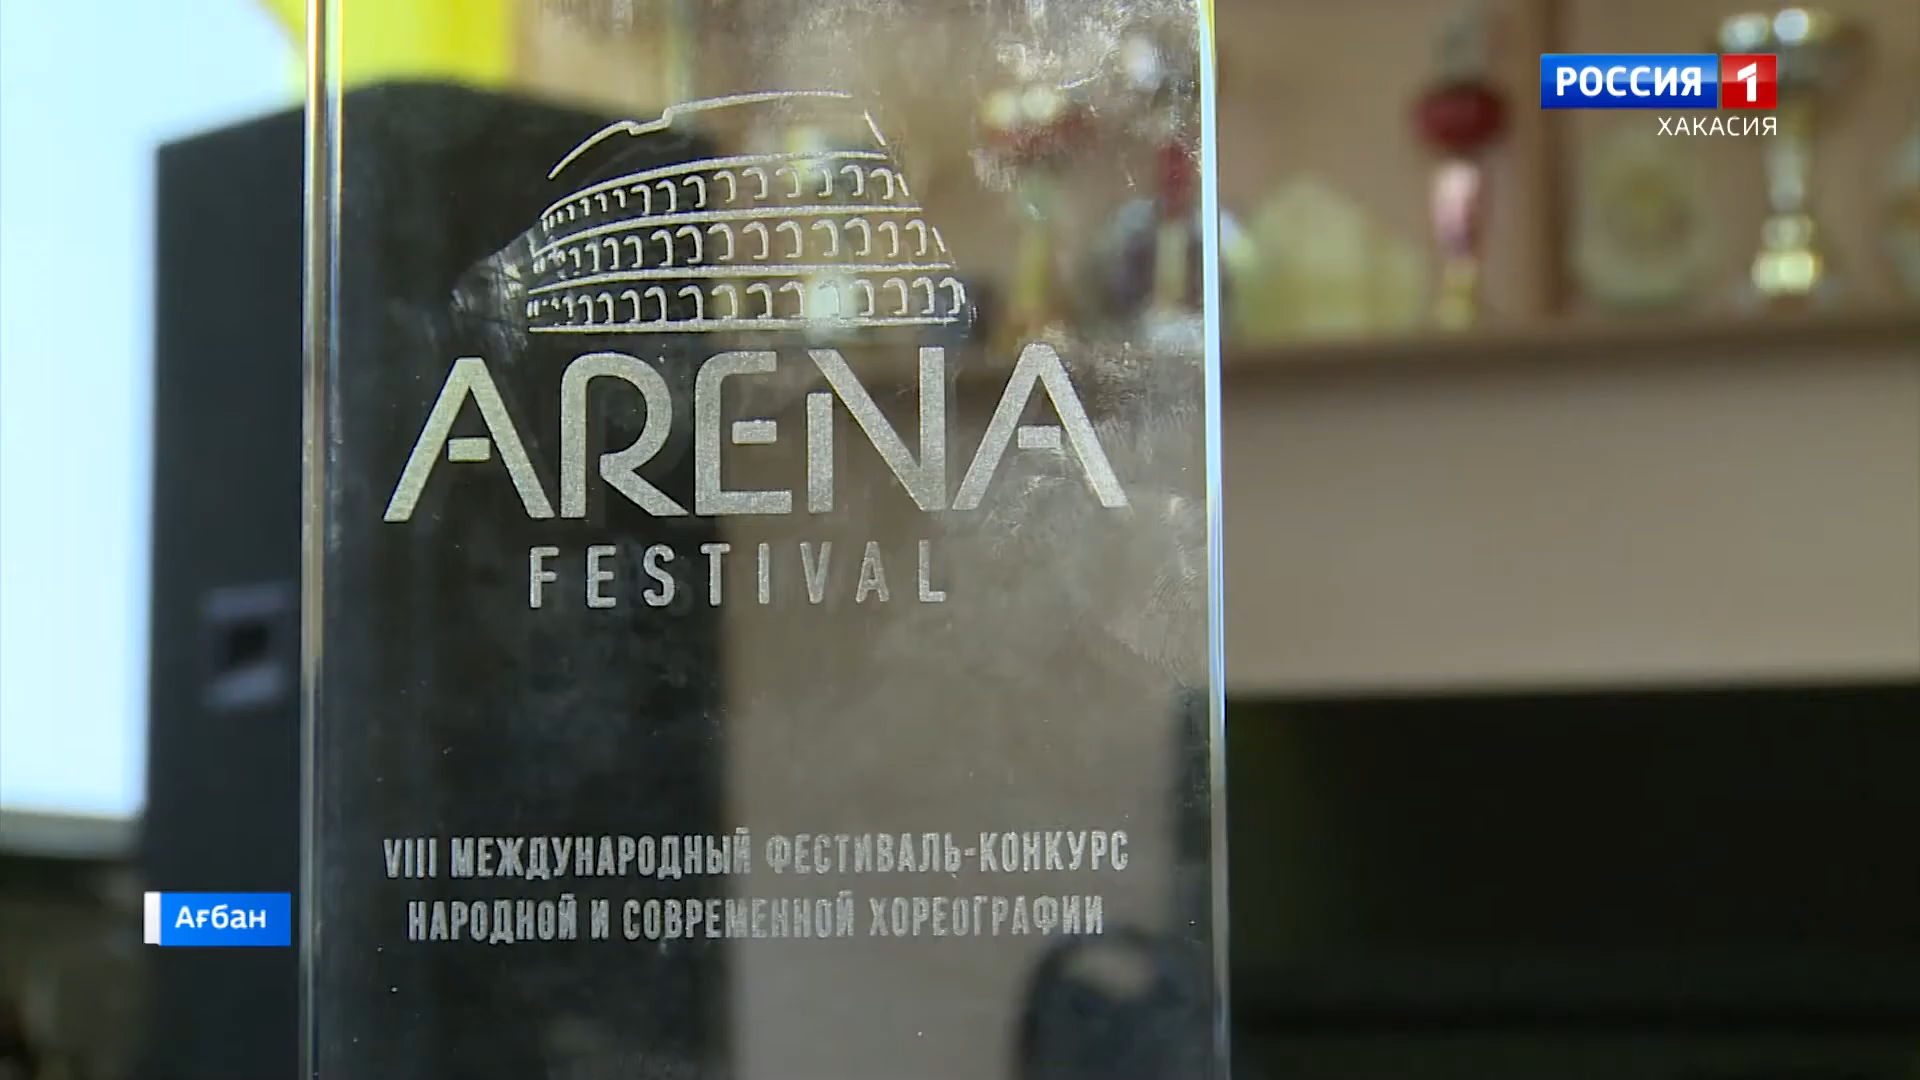 РОССИЯ 1
ХАКАСИЯ
ARENA
FESTIVAL
VIII МЕЖДУНАРОДНЫЙ ФЕСТИВАЛЬ-КОНКУРС
НАРОДНОЙ И СОВРЕМЕННОЙ ХОРЕОГРАФИИ
Ағбан